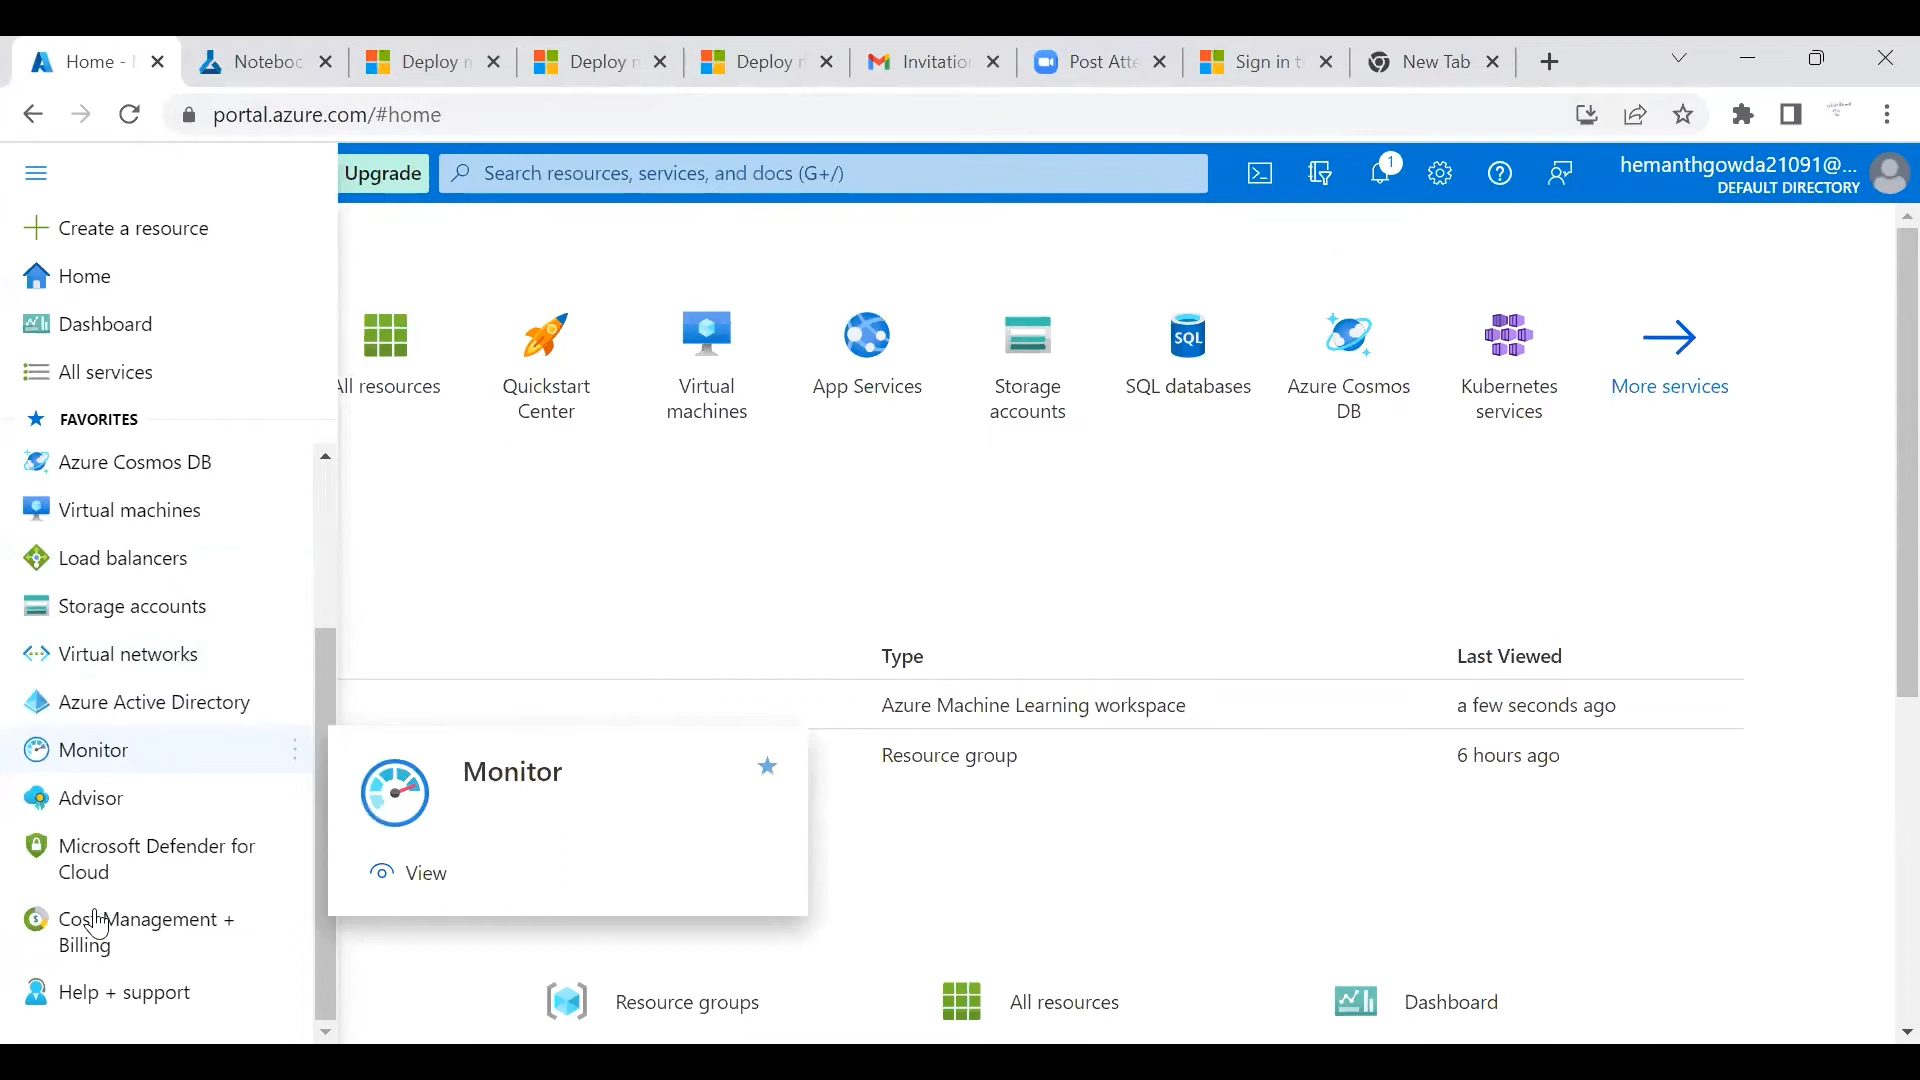 Home -
Noteboo
Deploy
Deploy
Deploy
Invitation
Post Atte
Sign in t
New Tab
portal.azure.com/#home
Upgrade
Search resources, services, and docs (G+/)
1
hemanthgowda21091@...
DEFAULT DIRECTORY
Create a resource
Home
Dashboard
All services
FAVORITES
Azure Cosmos DB
Virtual machines
Load balancers
Storage accounts
Virtual networks
Azure Active Directory
Monitor
Advisor
Microsoft Defender for
Cloud
Cost Management +
Billing
Help + support
All resources
Quickstart
Center
Virtual
machines
App Services
Storage
accounts
SQL
SQL databases
Azure Cosmos
DB
Kubernetes
services
More services
Type
Last Viewed
Azure Machine Learning workspace
a few seconds ago
Resource group
6 hours ago
Monitor
View
Resource groups
All resources
Dashboard